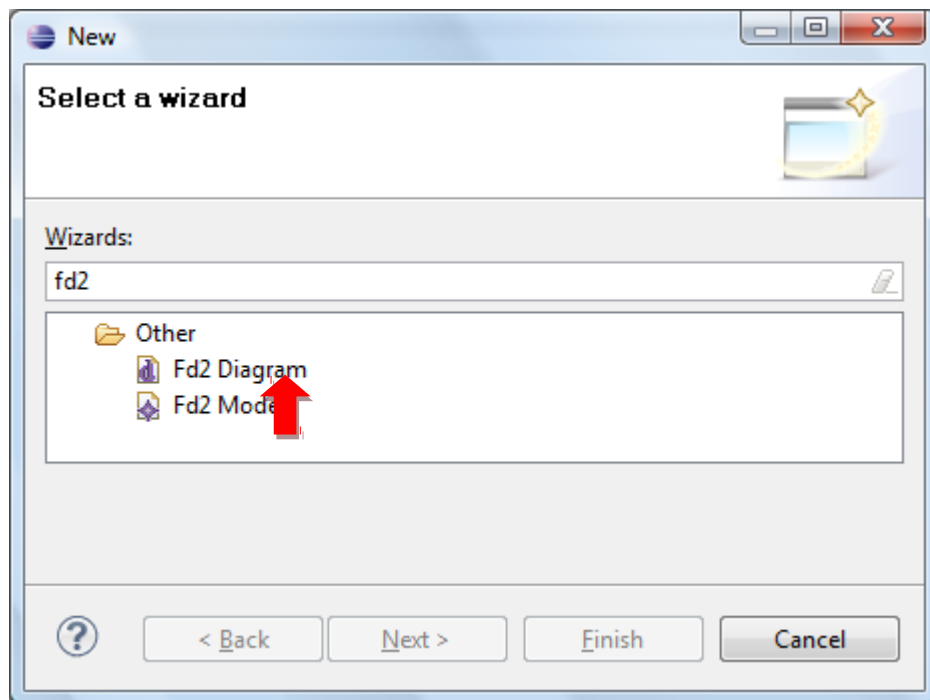 New
Select a wizard
Wizards:
fd2
Other
Fd2 Diagram
Fd2 Mode
?
< Back Next > Finish Cancel